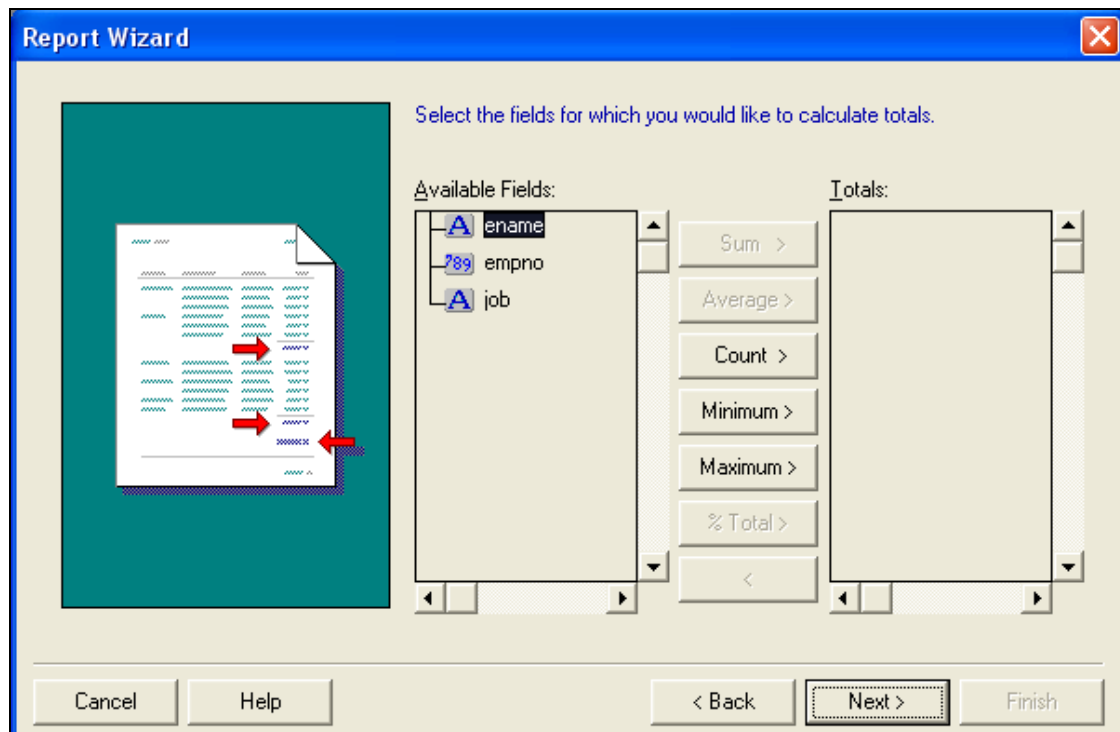 Report Wizard
Select the fields for which you would like to calculate totals.
Available Fields:
Totals:
A ename
789 empno
A job
Sum >
Average >
Count >
Minimum >
Maximum >
% Total >
<
Cancel
Help
< Back
Next >
Finish